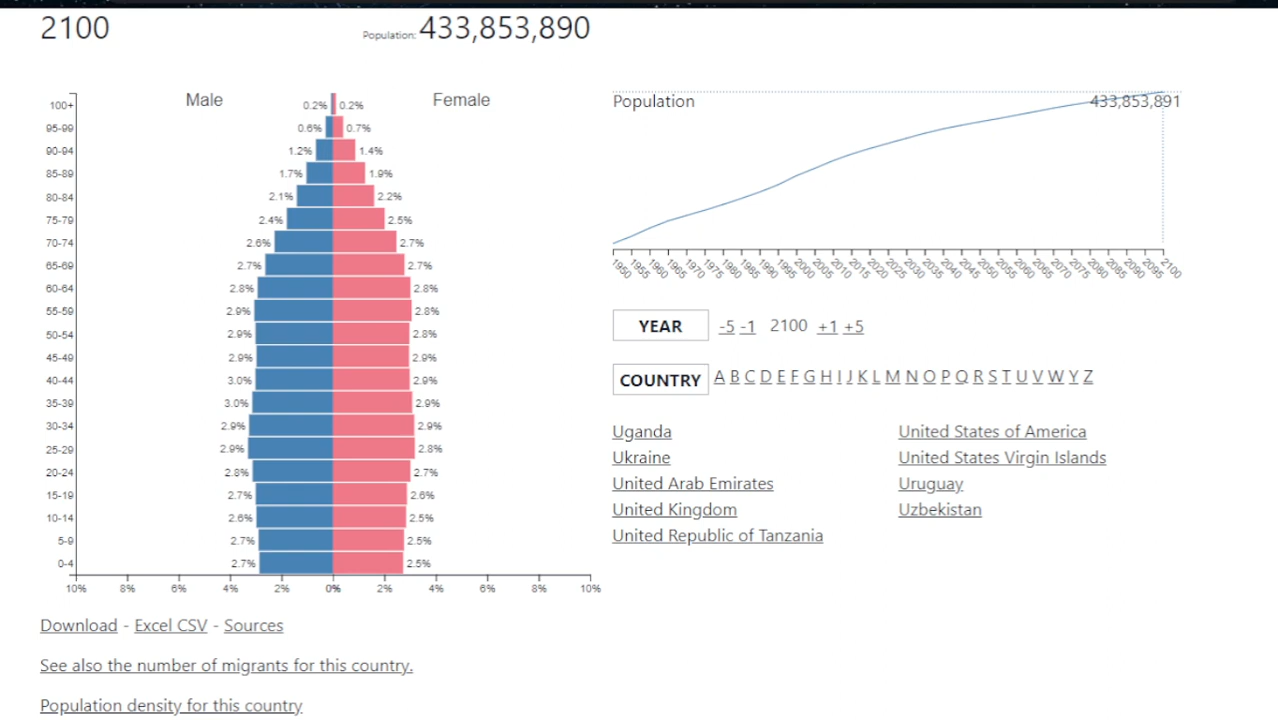 2100
Population: 433,853,890
Male
Female
100+ 0.2% 0.2%
95-99 0.6% 0.7%
90-94 1.2% 1.4%
85-89 1.7% 1.9%
80-84 2.1% 2.2%
75-79 2.4% 2.5%
70-74 2.6% 2.7%
65-69 2.7% 2.7%
60-64 2.8% 2.8%
55-59 2.9% 2.8%
50-54 2.9% 2.8%
45-49 2.9% 2.9%
40-44 3.0% 2.9%
35-39 3.0% 2.9%
30-34 2.9% 2.9%
25-29 2.9% 2.8%
20-24 2.8% 2.7%
15-19 2.7% 2.6%
10-14 2.6% 2.5%
5-9 2.7% 2.5%
0-4 2.7% 2.5%
10% 8% 6% 4% 2% 0% 2% 4% 6% 8% 10%
Download - Excel CSV - Sources
See also the number of migrants for this country.
Population density for this country
Population
433,853,891
1950 1955 1960 1965 1970 1975 1980 1985 1990 1995 2000 2005 2010 2015 2020 2025 2030 2035 2040 2045 2050 2055 2060 2065 2070 2075 2080 2085 2090 2095 2100
YEAR -5 -1 2100 +1 +5
COUNTRY A B C D E F G H I J K L M N O P Q R S T U V W Y Z
Uganda
Ukraine
United Arab Emirates
United Kingdom
United Republic of Tanzania
United States of America
United States Virgin Islands
Uruguay
Uzbekistan